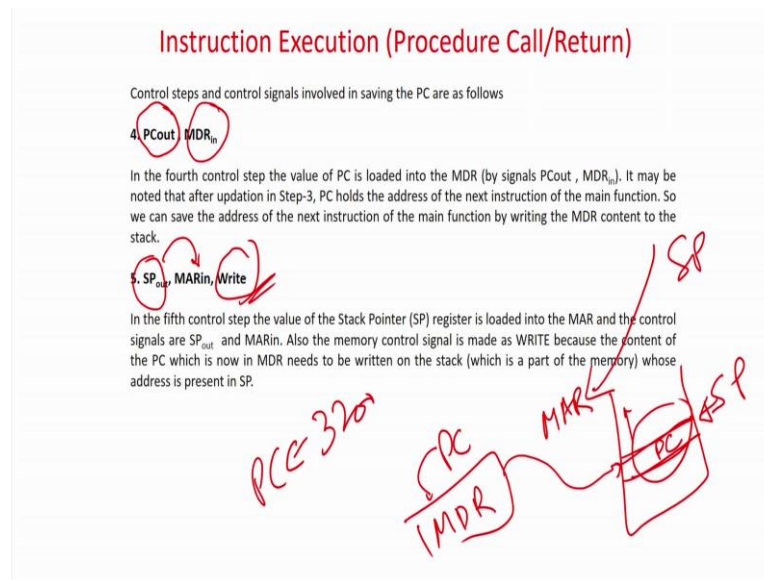 Instruction Execution (Procedure Call/Return)
Control steps and control signals involved in saving the PC are as follows
4. PCout, MDRin
In the fourth control step the value of PC is loaded into the MDR (by signals PCout , MDRin). It may be
noted that after updation in Step-3, PC holds the address of the next instruction of the main function. So
we can save the address of the next instruction of the main function by writing the MDR content to the
stack.
SP
5. SPout, MARin, Write
In the fifth control step the value of the Stack Pointer (SP) register is loaded into the MAR and the control
signals are SPout and MARin. Also the memory control signal is made as WRITE because the content of
the PC which is now in MDR needs to be written on the stack (which is a part of the memory) whose
address is present in SP.
MAR
SP
PC
PC
MDR